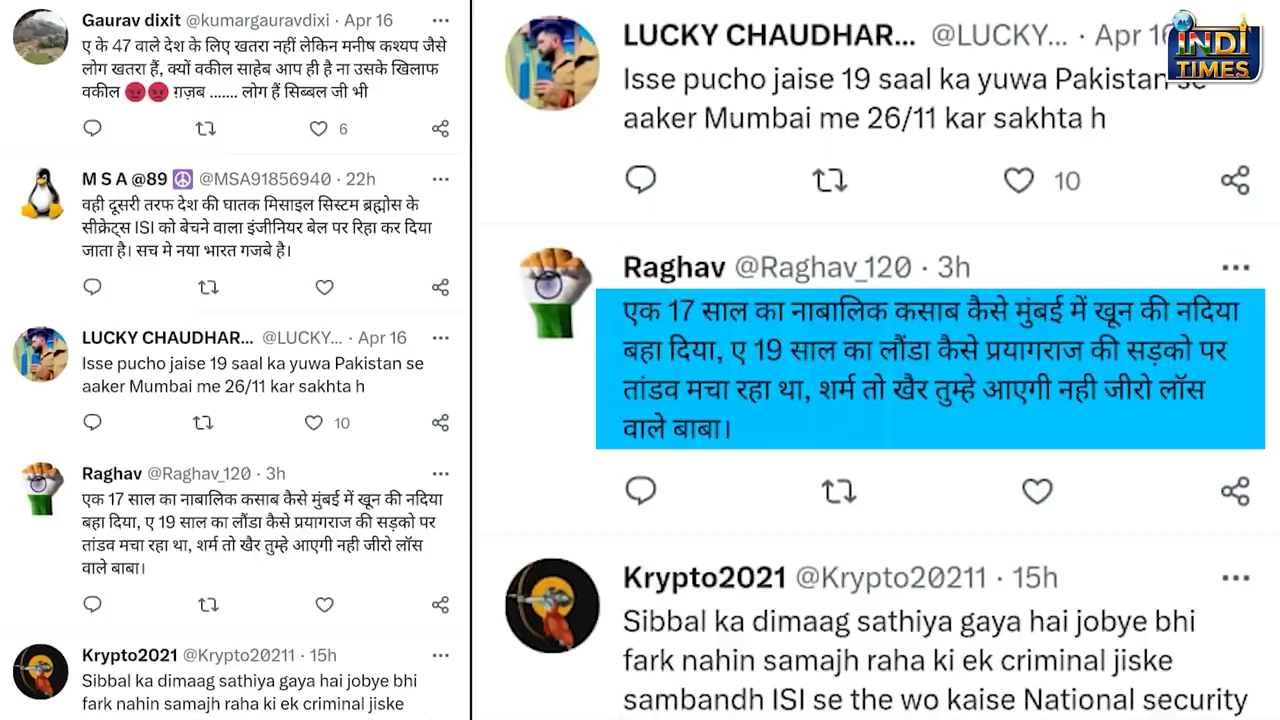 Gaurav dixit @kumargauravdixi · Apr 16
ए के 47 वाले देश के लिए खतरा नहीं लेकिन मनीष कश्यप जैसे
लोग खतरा हैं, क्यों वकील साहेब आप ही है ना उसके खिलाफ
वकील 😡😡 ग़ज़ब ....... लोग हैं सिब्बल जी भी
6
M S A @89 ☮️ @MSA91856940 · 22h
वही दूसरी तरफ देश की घातक मिसाइल सिस्टम ब्रह्मोस के
सीक्रेट्स ISI को बेचने वाला इंजीनियर बेल पर रिहा कर दिया
जाता है। सच मे नया भारत गजबे है।
LUCKY CHAUDHAR... @LUCKY... · Apr 16
Isse pucho jaise 19 saal ka yuwa Pakistan se
aaker Mumbai me 26/11 kar sakhta h
10
Raghav @Raghav_120 · 3h
एक 17 साल का नाबालिक कसाब कैसे मुंबई में खून की नदिया
बहा दिया, ए 19 साल का लौंडा कैसे प्रयागराज की सड़को पर
तांडव मचा रहा था, शर्म तो खैर तुम्हे आएगी नही जीरो लॉस
वाले बाबा।
Krypto2021 @Krypto20211 · 15h
Sibbal ka dimaag sathiya gaya hai jobye bhi
fark nahin samajh raha ki ek criminal jiske
LUCKY CHAUDHAR... @LUCKY... · Apr 16
Isse pucho jaise 19 saal ka yuwa Pakistan se
aaker Mumbai me 26/11 kar sakhta h
10
Raghav @Raghav_120 · 3h
एक 17 साल का नाबालिक कसाब कैसे मुंबई में खून की नदिया
बहा दिया, ए 19 साल का लौंडा कैसे प्रयागराज की सड़को पर
तांडव मचा रहा था, शर्म तो खैर तुम्हे आएगी नही जीरो लॉस
वाले बाबा।
Krypto2021 @Krypto20211 · 15h
Sibbal ka dimaag sathiya gaya hai jobye bhi
fark nahin samajh raha ki ek criminal jiske
sambandh ISI se the wo kaise National security
INDI
TIMES